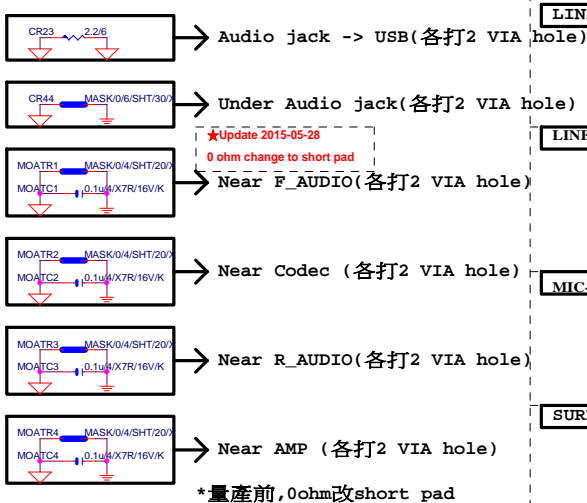 LIN
CR23 2.2/6
Audio jack -> USB(各打2 VIA hole)
CR44 MASK/0/6/SHT/30/X
Under Audio jack(各打2 VIA hole)
★Update 2015-05-28
0 ohm change to short pad
LINE
MOATR1 MASK/0/4/SHT/20/X
MOATC1 0.1u/4/X7R/16V/K
Near F_AUDIO(各打2 VIA hole)
MOATR2 MASK/0/4/SHT/20/X
MOATC2 0.1u/4/X7R/16V/K
Near Codec (各打2 VIA hole)
MIC-
MOATR3 MASK/0/4/SHT/20/X
MOATC3 0.1u/4/X7R/16V/K
Near R_AUDIO(各打2 VIA hole)
SUR
MOATR4 MASK/0/4/SHT/20/X
MOATC4 0.1u/4/X7R/16V/K
Near AMP (各打2 VIA hole)
*量產前,0ohm改short pad